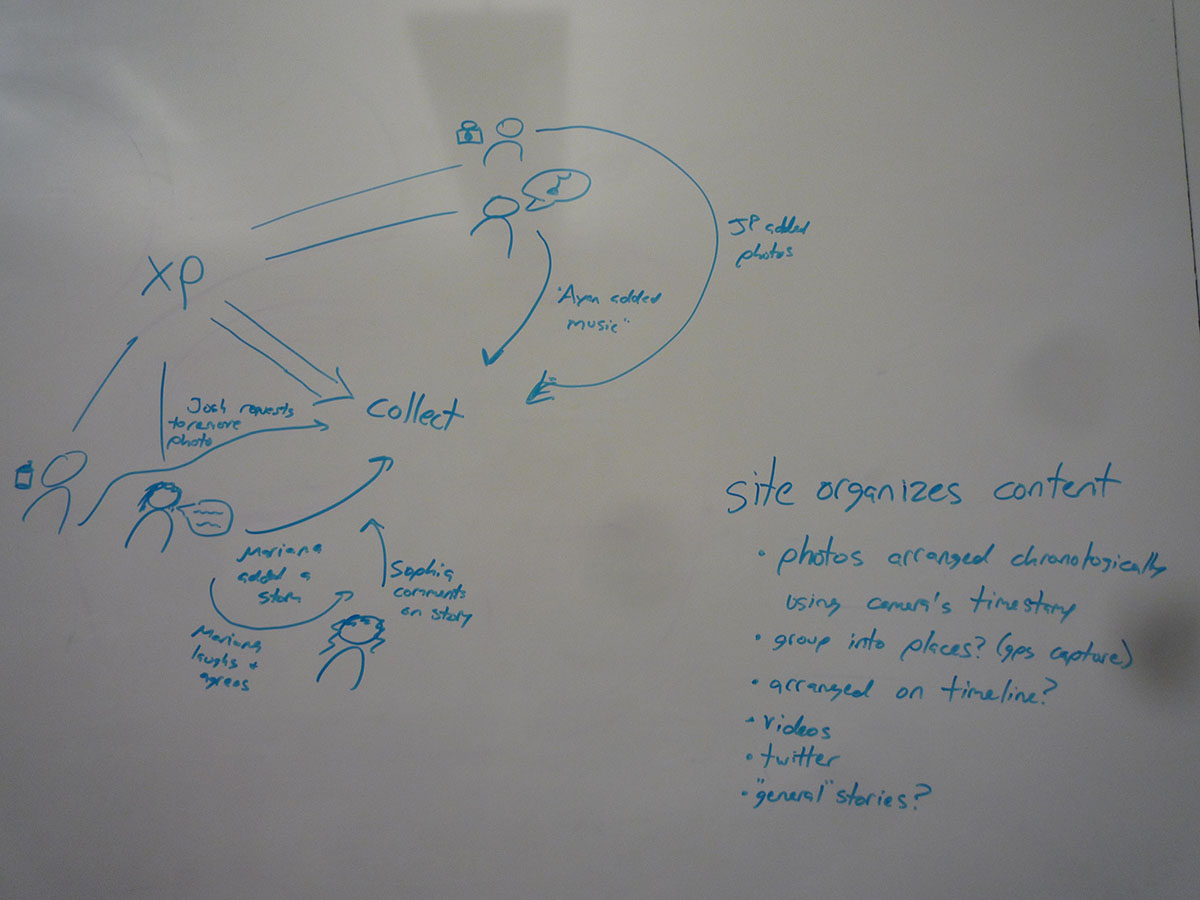 JP added
photos
"Ayan added
music"
XP
Josh requests
to remove
photo
Collect
Mariana
added a
story
Sophia
comments
on story
Mariana
laughs +
agrees
site organizes content
• photos arranged chronologically
using camera's timestamp
• group into places? (gps capture)
• arranged on timeline?
• videos
• twitter
• "general" stories?